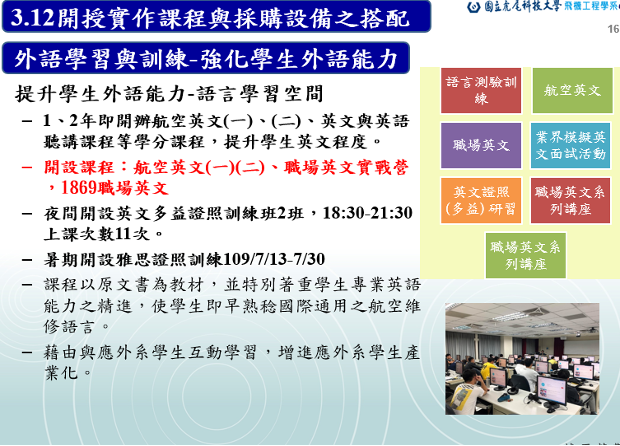 3.12開授實作課程與採購設備之搭配
國立虎尾科技大學 飛機工程學系
16
外語學習與訓練-強化學生外語能力
提升學生外語能力-語言學習空間
– 1、2年即開辦航空英文(一)、(二)、英文與英語
聽講課程等學分課程，提升學生英文程度。
– 開設課程：航空英文(一)(二)、職場英文實戰營
，1869職場英文
– 夜間開設英文多益證照訓練班2班，18:30-21:30
上課次數11次。
– 暑期開設雅思證照訓練109/7/13-7/30
– 課程以原文書為教材，並特別著重學生專業英語
能力之精進，使學生即早熟稔國際通用之航空維
修語言。
– 藉由與應外系學生互動學習，增進應外系學生產
業化。
語言測驗訓
練
航空英文
職場英文
業界模擬英
文面試活動
英文證照
(多益)研習
職場英文系
列講座
職場英文系
列講座